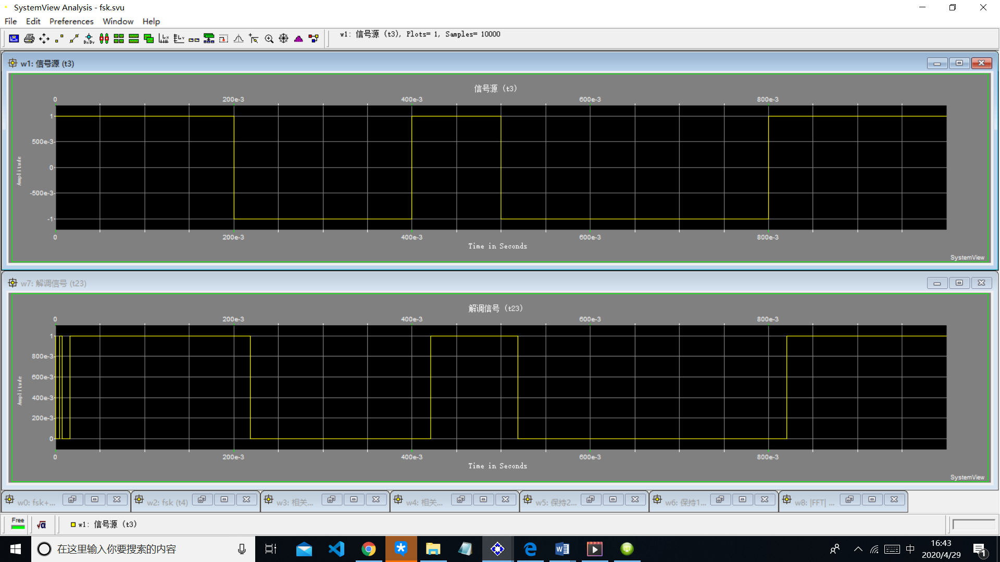 SystemView Analysis - fsk.svu
File Edit Preferences Window Help
w1: 信号源 (t3), Plots= 1, Samples= 10000
w1: 信号源 (t3)
信号源 (t3)
0 200e-3 400e-3 600e-3 800e-3
1
500e-3
0
-500e-3
-1
Amplitude
0 200e-3 400e-3 600e-3 800e-3
Time in Seconds
SystemView
w7: 解调信号 (t23)
解调信号 (t23)
0 200e-3 400e-3 600e-3 800e-3
1
800e-3
600e-3
400e-3
200e-3
0
Amplitude
0 200e-3 400e-3 600e-3 800e-3
Time in Seconds
SystemView
w0: fsk+... w2: fsk (t4) w3: 相关... w4: 相关... w5: 保持2... w6: 保持1... w8: |FFT| ...
Free
√α
w1: 信号源 (t3)
在这里输入你要搜索的内容
中
16:43
2020/4/29
1